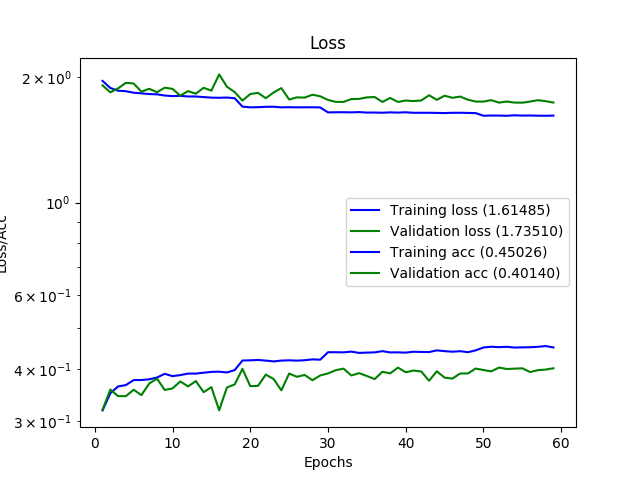 Loss
2 × 10⁰
10⁰
6 × 10⁻¹
4 × 10⁻¹
3 × 10⁻¹
Loss/Acc
Training loss (1.61485)
Validation loss (1.73510)
Training acc (0.45026)
Validation acc (0.40140)
0 10 20 30 40 50 60
Epochs